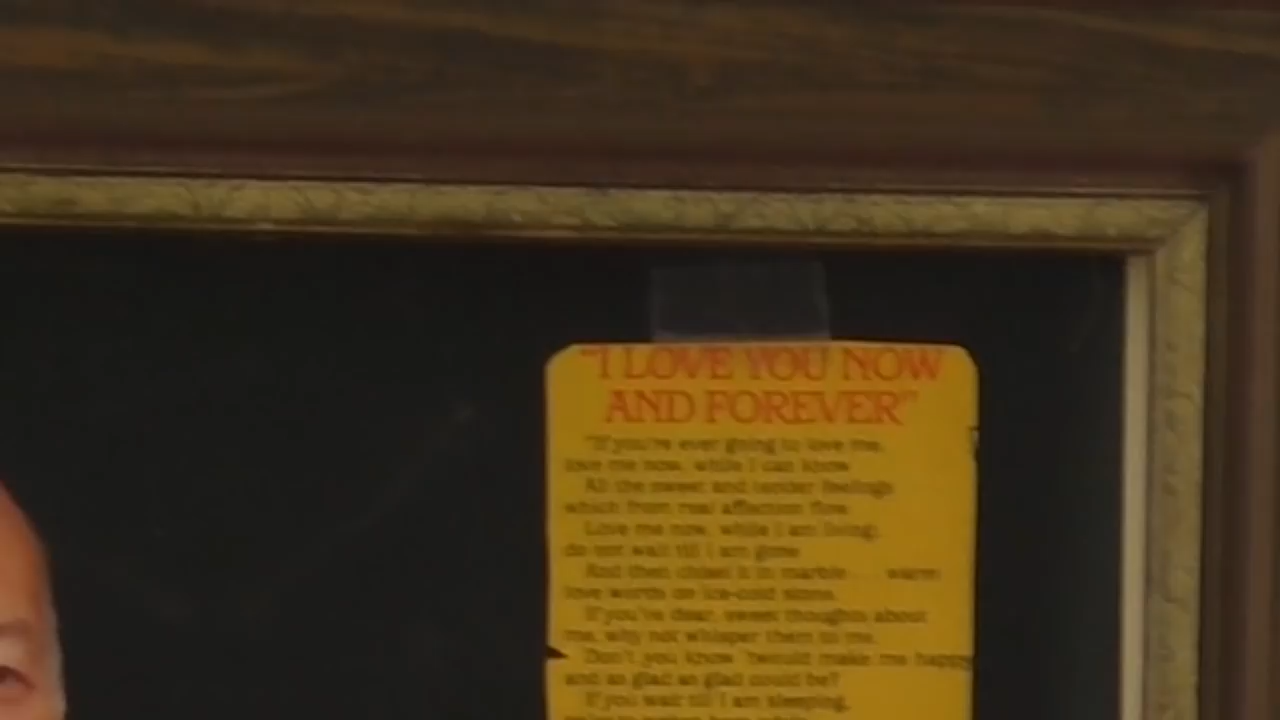 "I LOVE YOU NOW
AND FOREVER"
"If you're ever going to love me,
love me now, while I can know
All the sweet and tender feelings
which from real affection flow.
Love me now, while I am living;
do not wait till I am gone
And then chisel it in marble . . . warm
love words on ice-cold stone.
If you've dear, sweet thoughts about
me, why not whisper them to me.
Don't you know 'twould make me happy
and as glad as glad could be?
If you wait till I am sleeping,